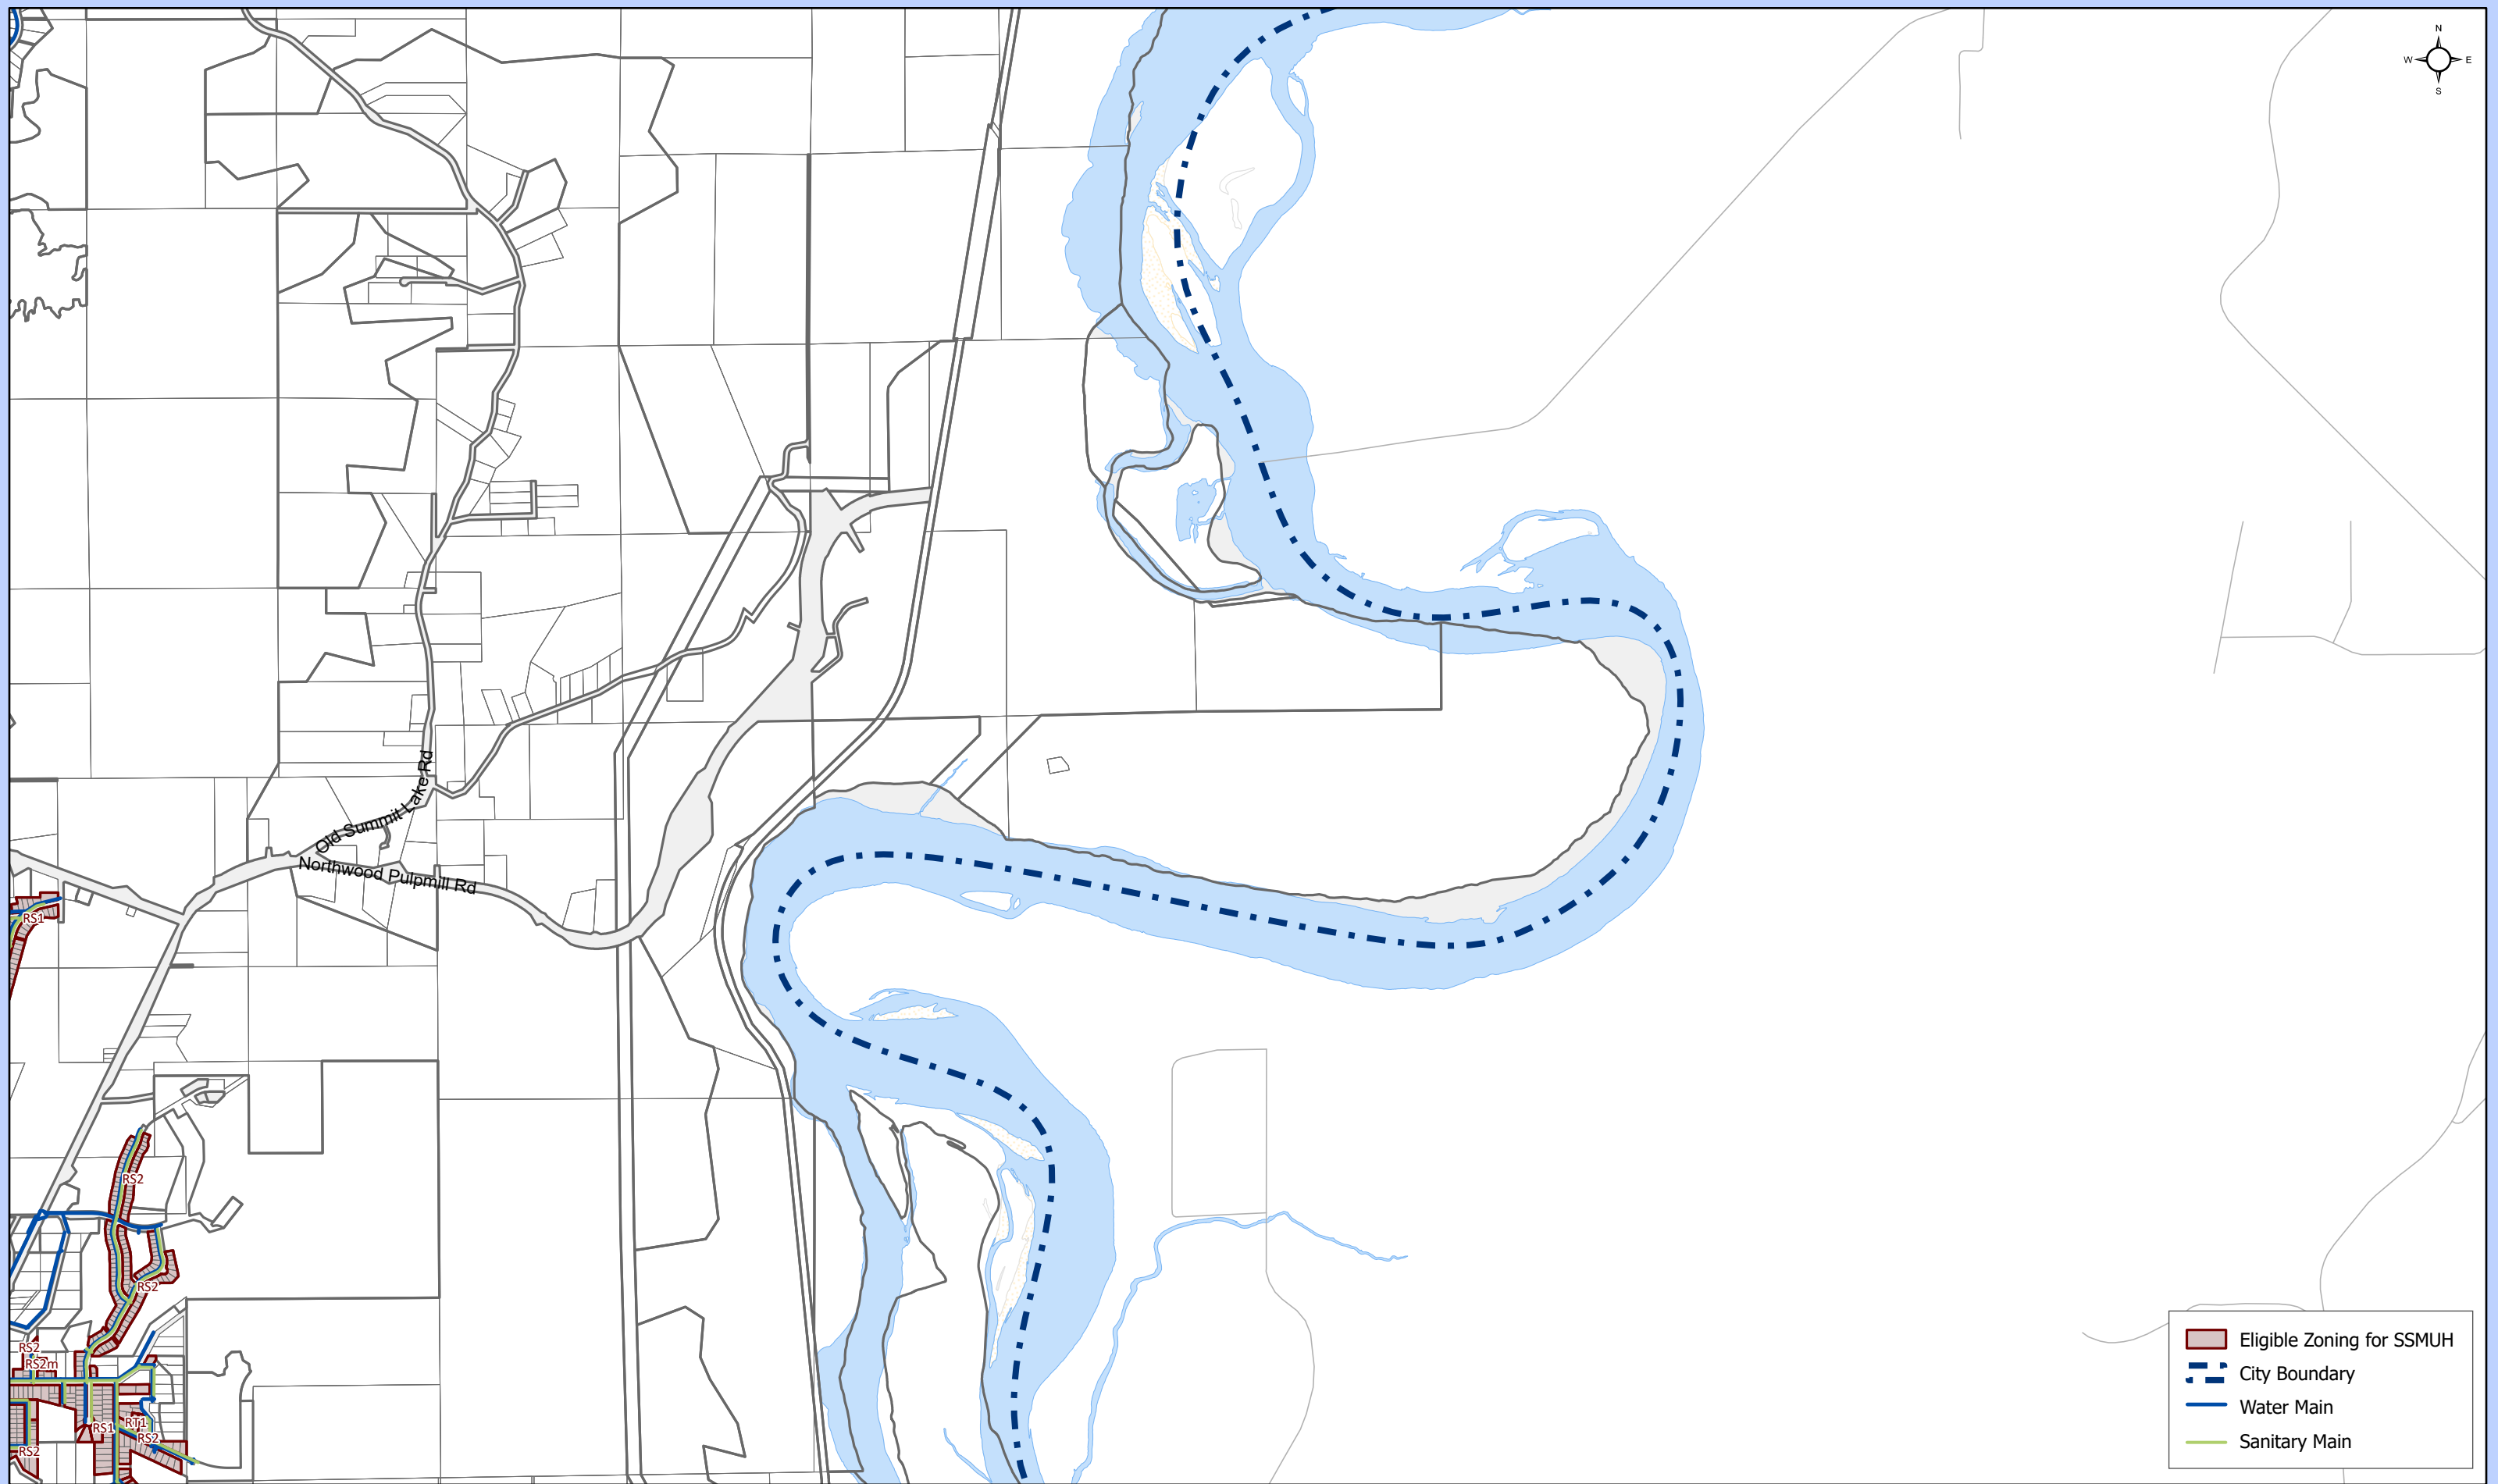 N
W E
S
Old Summit Lake Rd
Northwood Pulpmill Rd
RS1
RS2
RS2
RS2
RS2m
RS1
RT1
RS2
RS2
Eligible Zoning for SSMUH
City Boundary
Water Main
Sanitary Main